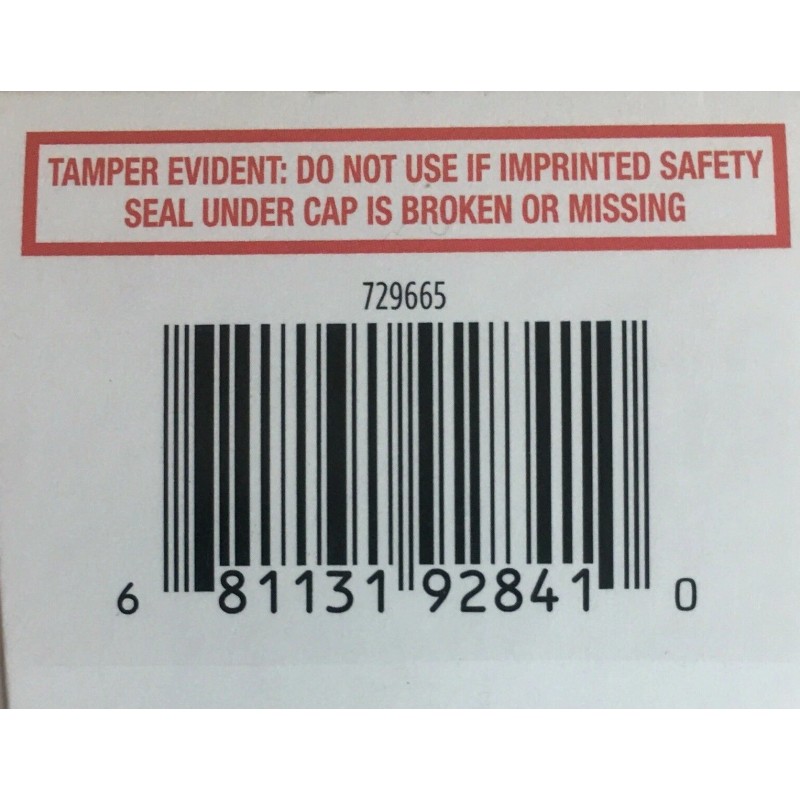 TAMPER EVIDENT: DO NOT USE IF IMPRINTED SAFETY
SEAL UNDER CAP IS BROKEN OR MISSING
729665
6 81131 92841 0